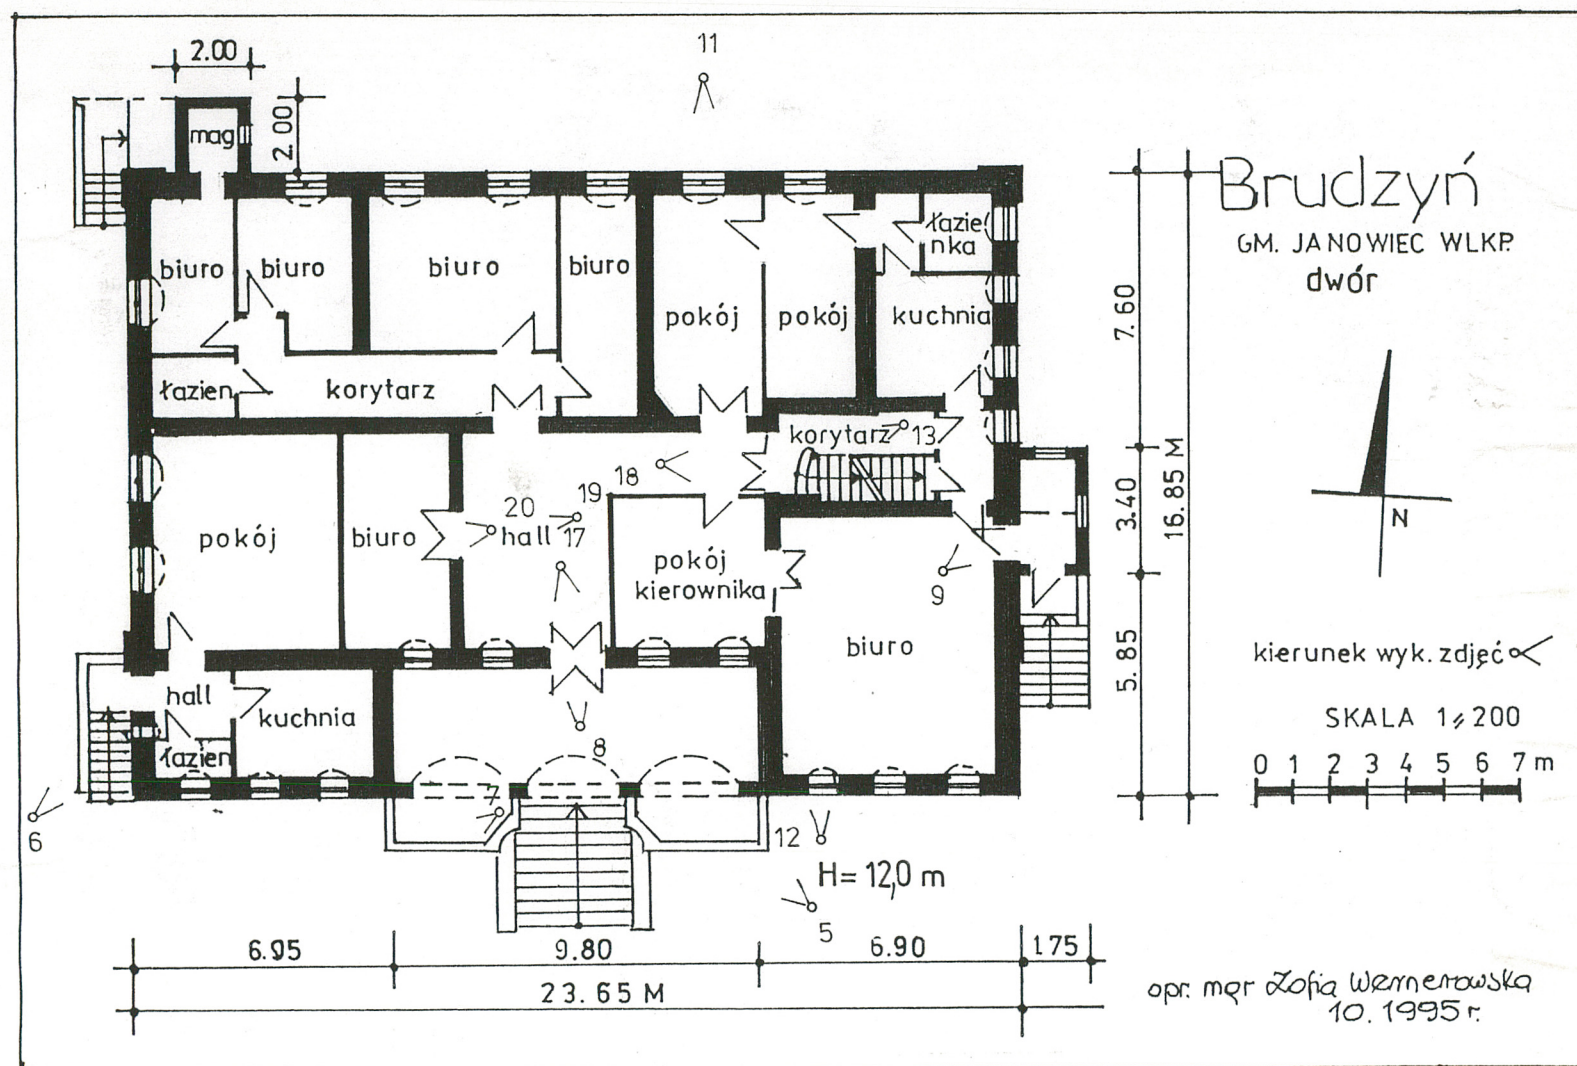 2.00
11
2.00
mag
Brudzyń
GM. JANOWIEC WLKP.
dwór
łazie
nka
biuro
biuro
biuro
biuro
pokój
pokój
kuchnia
7.60
łazien
korytarz
korytarz
13
18
19
20
hall
17
pokój
biuro
pokój
kierownika
9
3.40
16.85 M
N
biuro
5.85
kierunek wyk. zdjęć
hall
kuchnia
łazien
8
7
SKALA 1:200
0 1 2 3 4 5 6 7 m
6
12
H= 12,0 m
5
6.95
9.80
6.90
1.75
23.65 M
opr. mgr Zofia Wernerowska
10.1995 r.